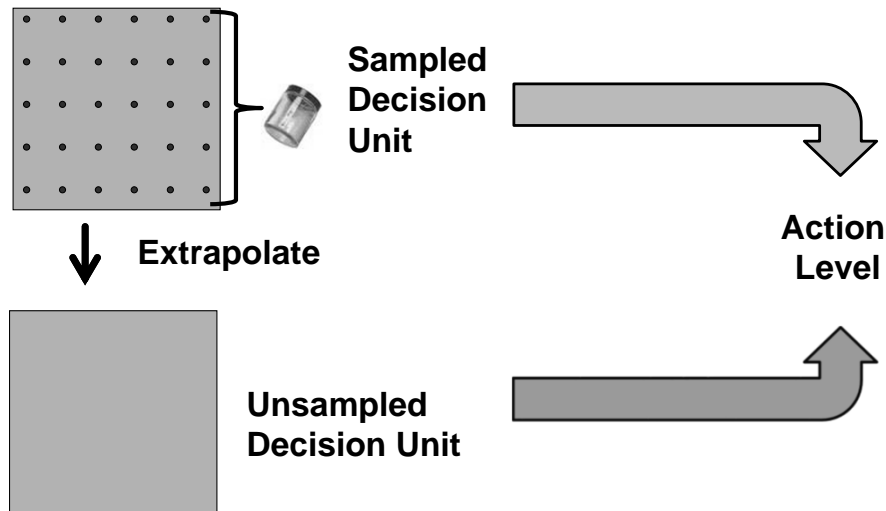 Sampled
Decision
Unit
Extrapolate
Action
Level
Unsampled
Decision Unit